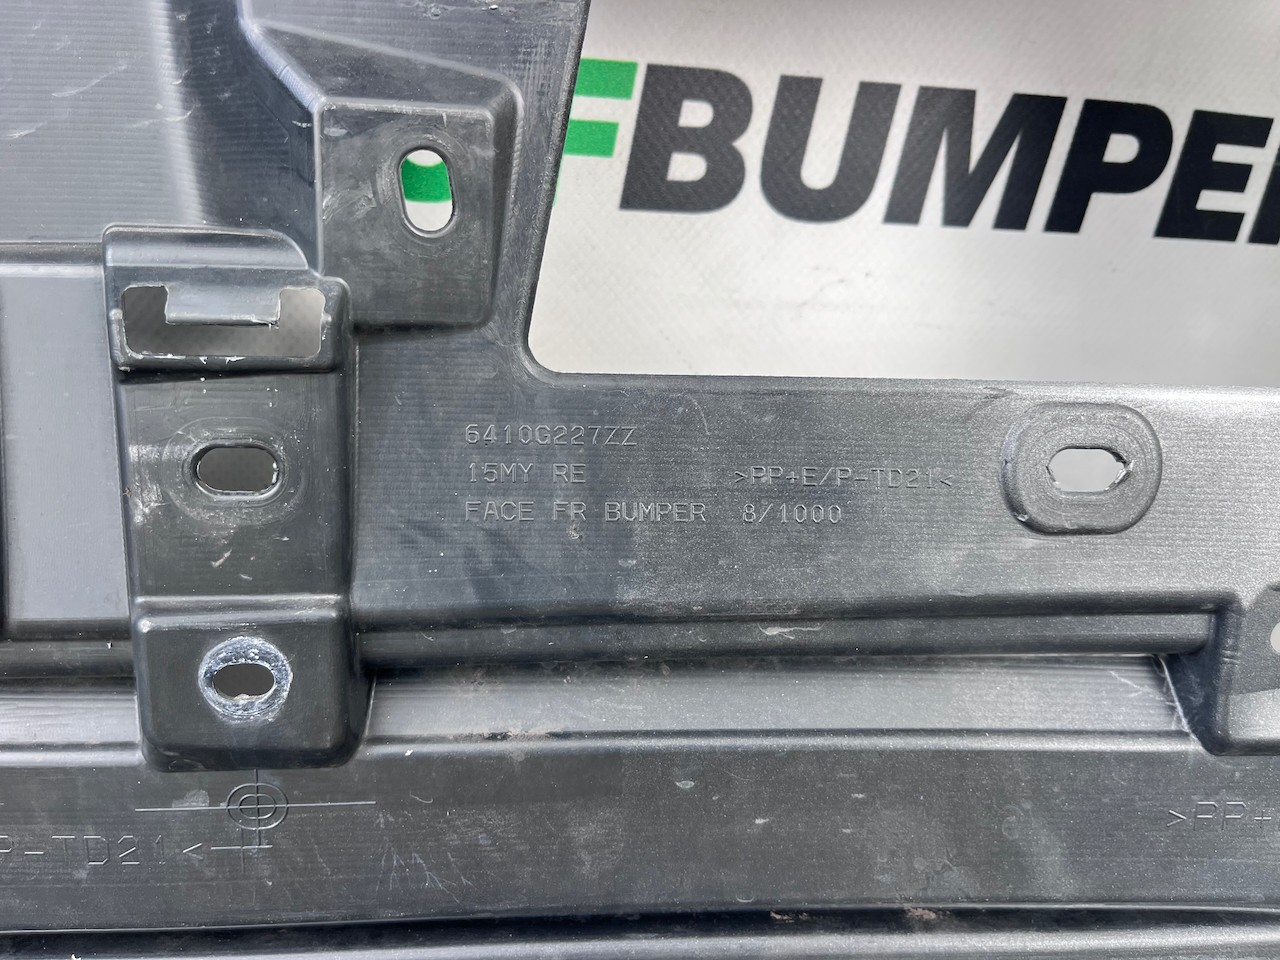 FBUMPER
6410G227ZZ
15MY RE >PP+E/P-TD21<
FACE FR BUMPER 8/1000
P-TD21<
>PP+